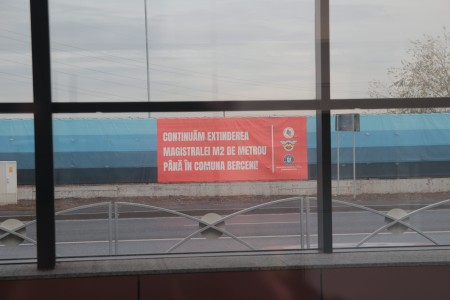 CONTINUĂM EXTINDEREA
MAGISTRALEI M2 DE METROU
PÂNĂ ÎN COMUNA BERCENI!